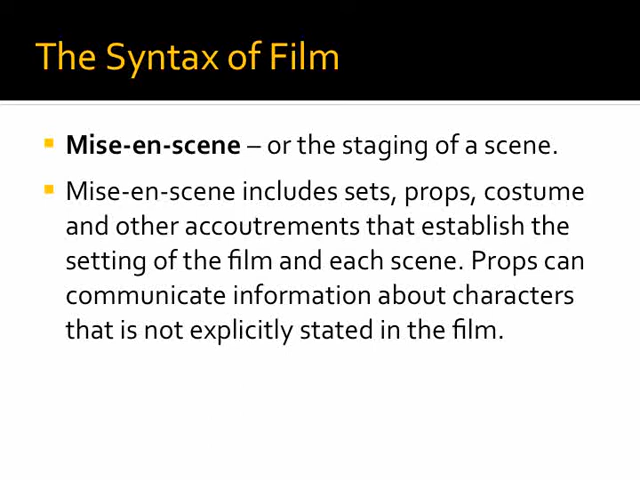 The Syntax of Film
Mise-en-scene – or the staging of a scene.
Mise-en-scene includes sets, props, costume
and other accoutrements that establish the
setting of the film and each scene. Props can
communicate information about characters
that is not explicitly stated in the film.